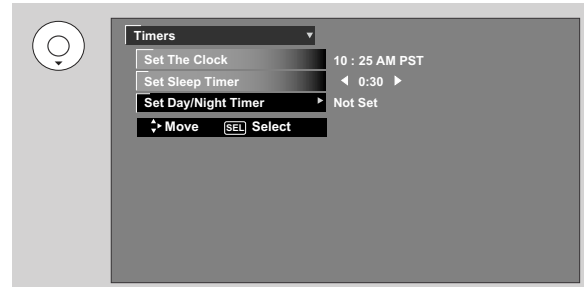 Timers
Set The Clock 10 : 25 AM PST
Set Sleep Timer 0:30
Set Day/Night Timer Not Set
Move SEL Select